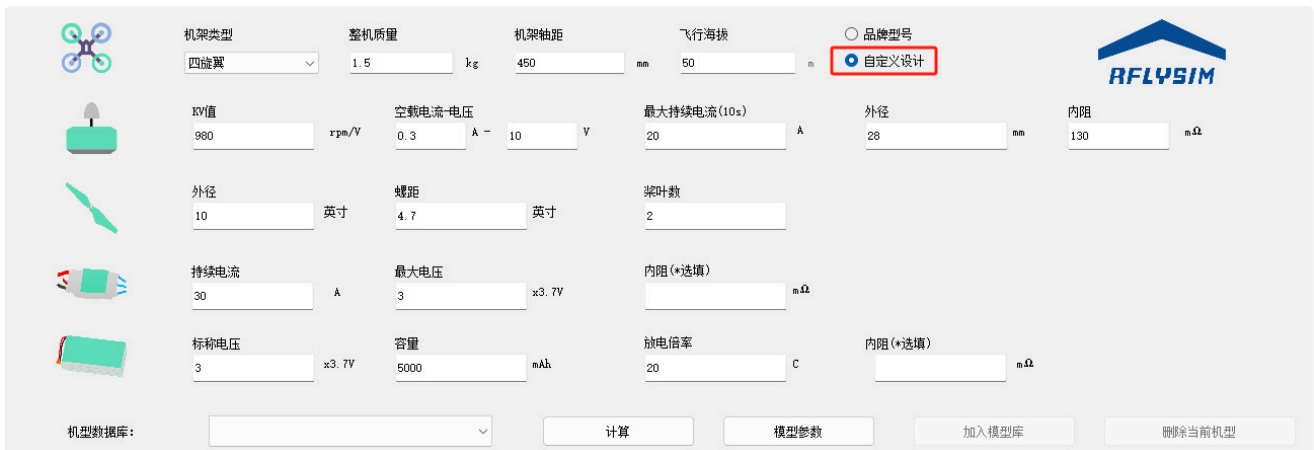 机架类型 整机质量 机架轴距 飞行海拔 品牌型号
四旋翼 1.5 kg 450 mm 50 m 自定义设计
RFLYSIM
KV值 空载电流-电压 最大持续电流(10s) 外径 内阻
980 rpm/V 0.3 A - 10 V 20 A 28 mm 130 mΩ
外径 螺距 桨叶数
10 英寸 4.7 英寸 2
持续电流 最大电压 内阻(*选填)
30 A 3 x3.7V mΩ
标称电压 容量 放电倍率 内阻(*选填)
3 x3.7V 5000 mAh 20 C mΩ
机型数据库: 计算 模型参数 加入模型库 删除当前机型